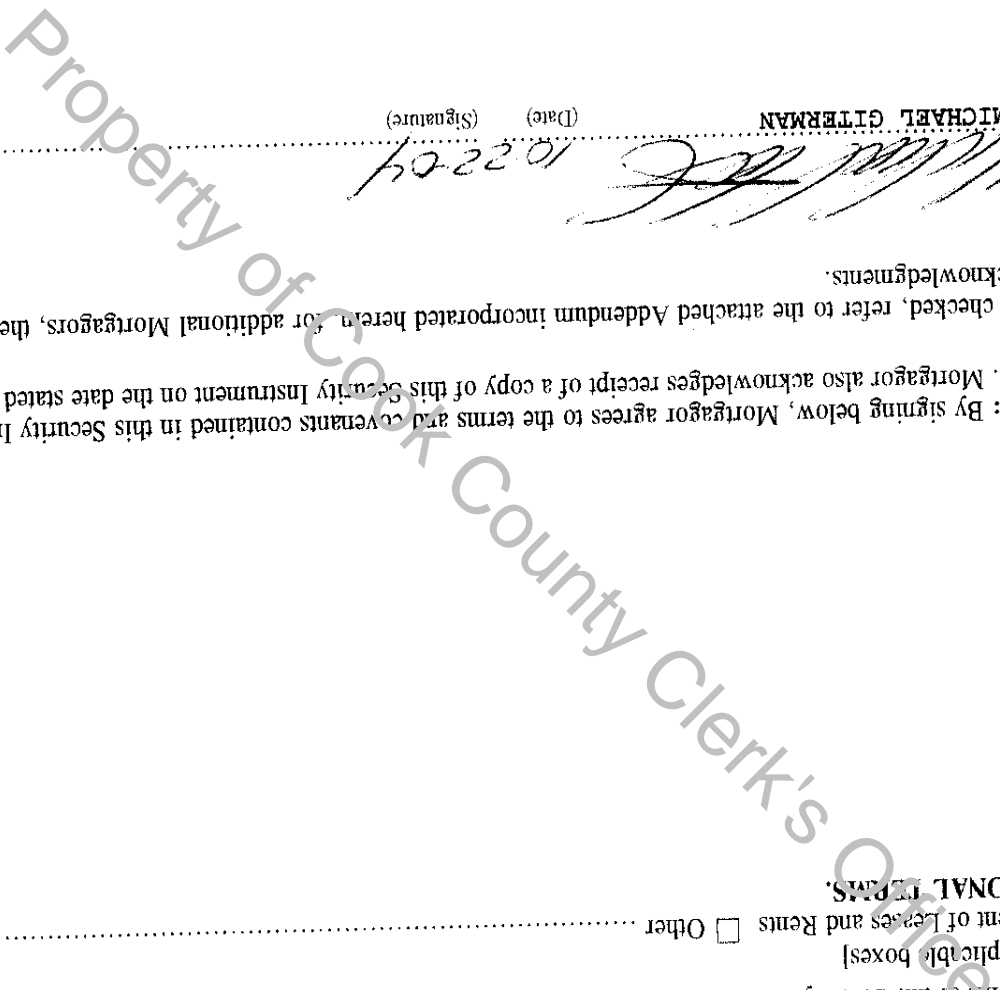 plicable boxes]
ent of Leases and Rents ☐ Other
ONAL TERMS.
: By signing below, Mortgagor agrees to the terms and covenants contained in this Security In
. Mortgagor also acknowledges receipt of a copy of this Security Instrument on the date stated
checked, refer to the attached Addendum incorporated herein, for additional Mortgagors, the
cknowledgments.
10-22-04
MICHAEL GITERMAN (Date) (Signature)
Property of Cook County Clerk's Office